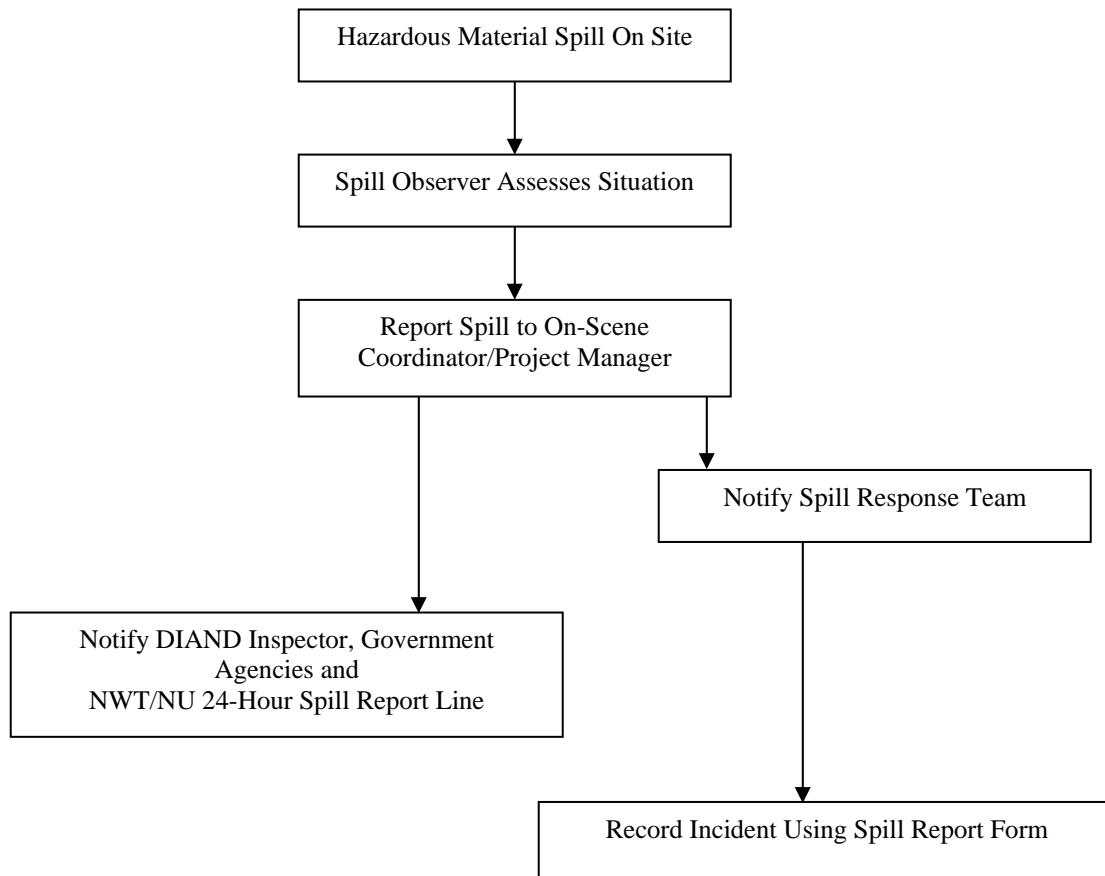 Hazardous Material Spill On Site
Spill Observer Assesses Situation
Report Spill to On-Scene
Coordinator/Project Manager
Notify Spill Response Team
Notify DIAND Inspector, Government
Agencies and
NWT/NU 24-Hour Spill Report Line
Record Incident Using Spill Report Form